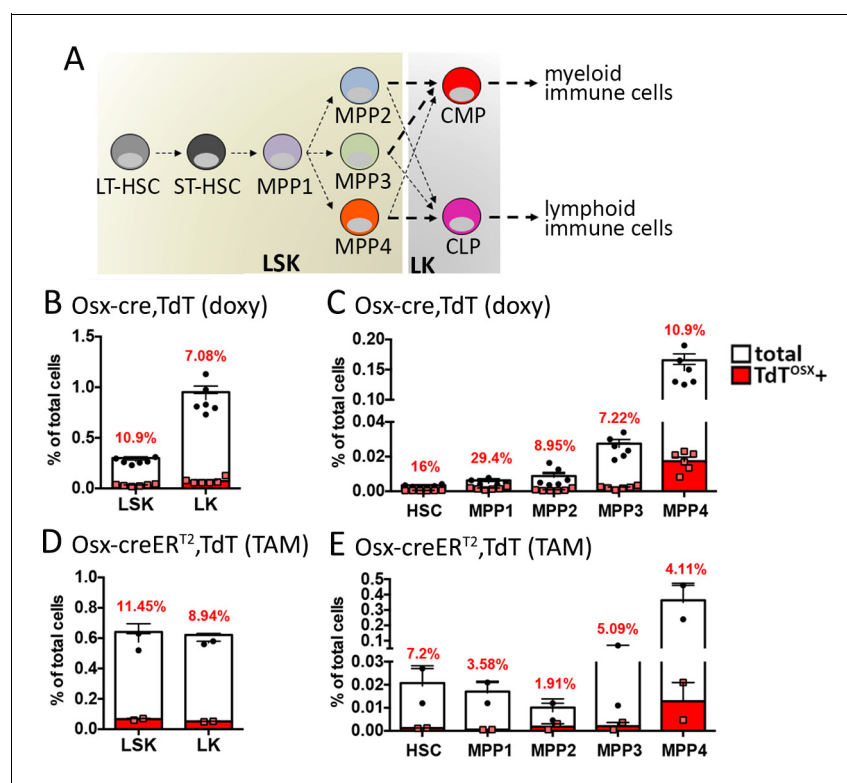 A
MPP2
CMP
myeloid
immune cells
LT-HSC
ST-HSC
MPP1
MPP3
MPP4
CLP
lymphoid
immune cells
LSK
LK
B Osx-cre,TdT (doxy)
% of total cells
1.5
1.0
0.5
0.0
10.9%
7.08%
LSK
LK
C Osx-cre,TdT (doxy)
% of total cells
0.20
0.15
0.10
0.04
0.02
0.00
16%
29.4%
8.95%
7.22%
10.9%
HSC
MPP1
MPP2
MPP3
MPP4
total
TdTOSX+
D Osx-creERT2,TdT (TAM)
% of total cells
1.0
0.8
0.6
0.4
0.2
0.0
11.45%
8.94%
LSK
LK
E Osx-creERT2,TdT (TAM)
% of total cells
0.5
0.4
0.3
0.2
0.1
0.03
0.02
0.01
0.00
7.2%
3.58%
1.91%
5.09%
4.11%
HSC
MPP1
MPP2
MPP3
MPP4